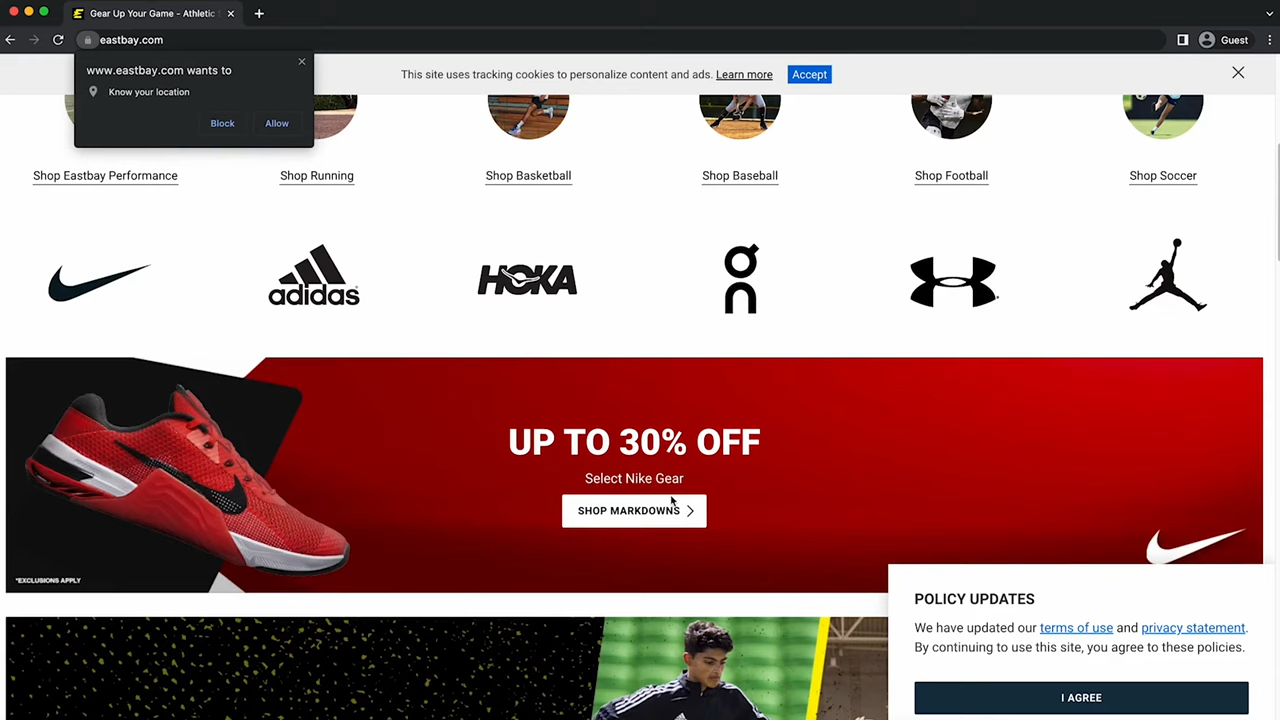 Gear Up Your Game - Athletic
eastbay.com
Guest
www.eastbay.com wants to
Know your location
Block
Allow
This site uses tracking cookies to personalize content and ads. Learn more
Accept
Shop Eastbay Performance
Shop Running
Shop Basketball
Shop Baseball
Shop Football
Shop Soccer
adidas
HOKA
on
UP TO 30% OFF
Select Nike Gear
SHOP MARKDOWNS
*EXCLUSIONS APPLY
POLICY UPDATES
We have updated our terms of use and privacy statement.
By continuing to use this site, you agree to these policies.
I AGREE